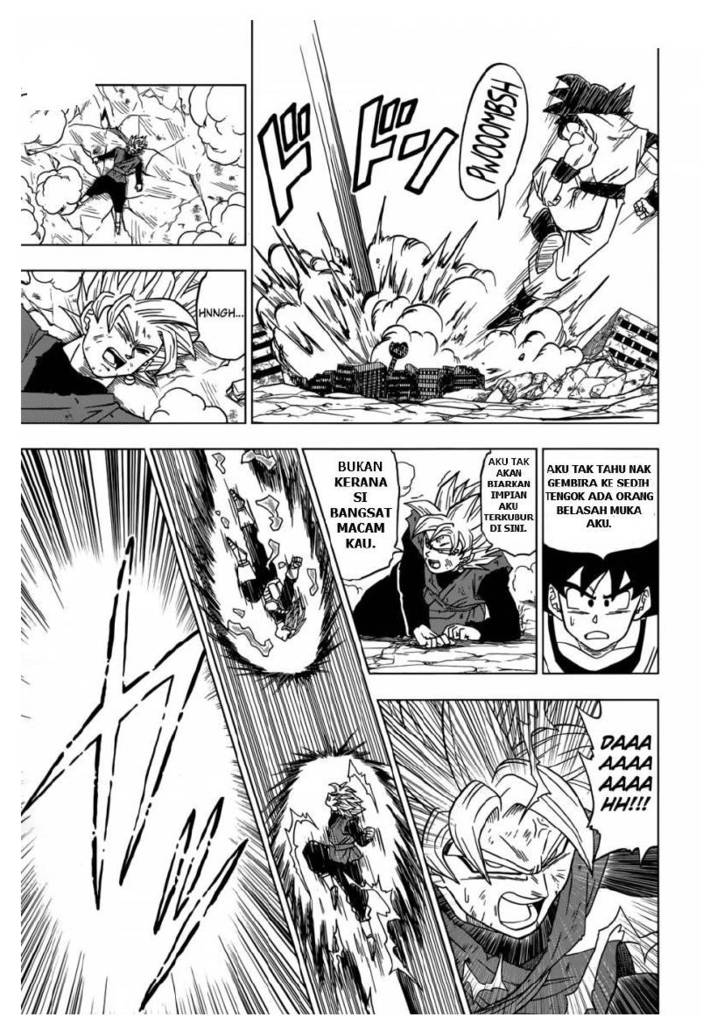 ドドン
PWOOOMBSH
HNNGH...
AKU TAK TAHU NAK
GEMBIRA KE SEDIH
TENGOK ADA ORANG
BELASAH MUKA
AKU.
AKU TAK
AKAN
BIARKAN
IMPIAN
AKU
TERKUBUR
DI SINI.
BUKAN
KERANA
SI
BANGSAT
MACAM
KAU.
DAAA
AAAA
AAAA
HH!!!